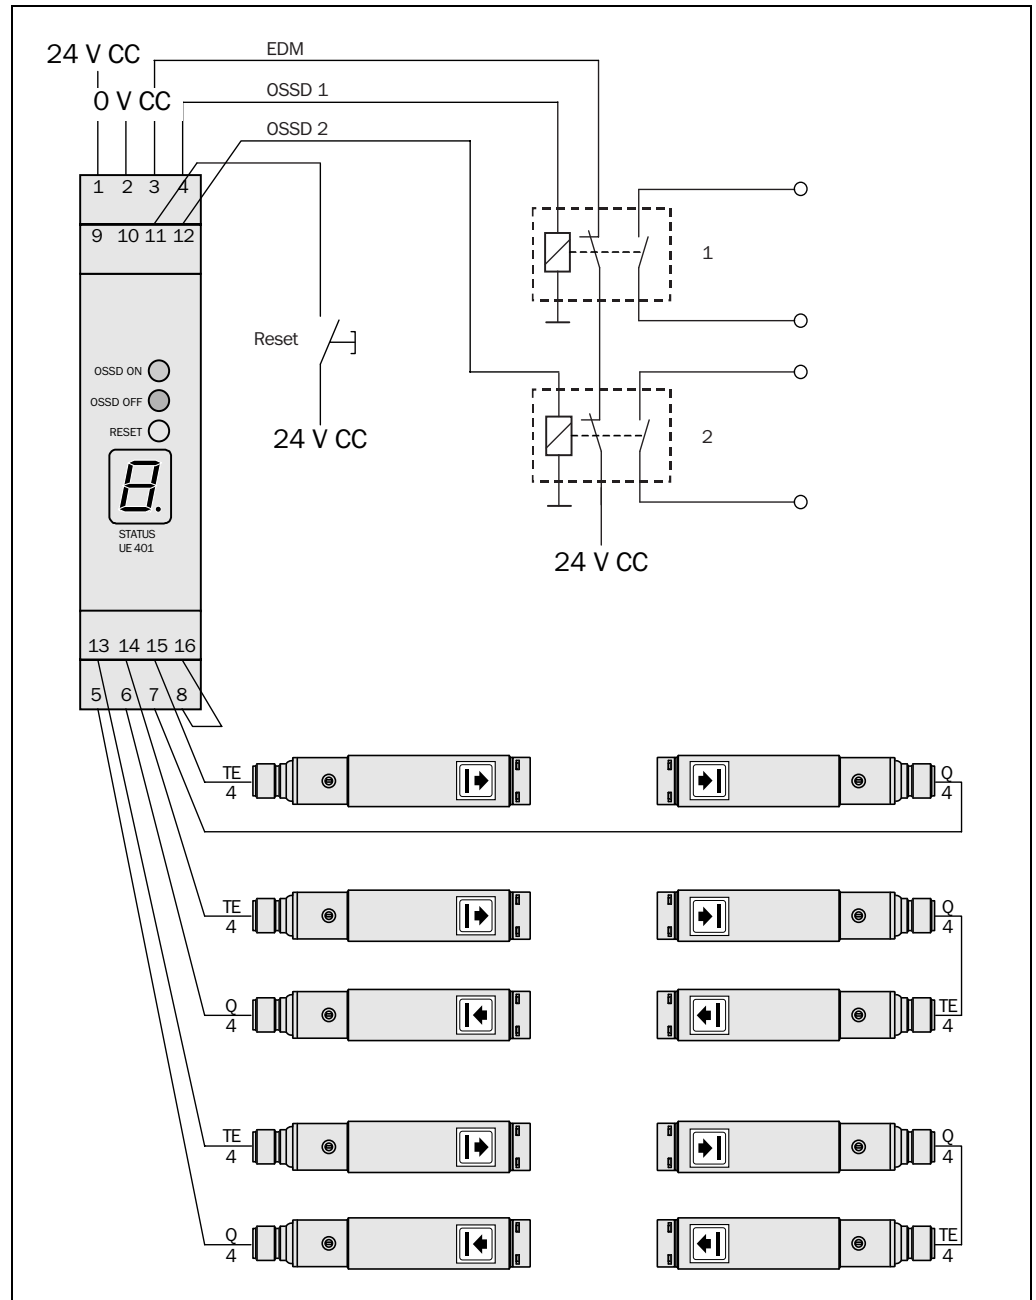 24 V CC
EDM
0 V CC
OSSD 1
OSSD 2
1 2 3 4
9 10 11 12
1
Reset
OSSD ON
OSSD OFF
RESET
24 V CC
2
8.
STATUS
UE 401
24 V CC
13 14 15 16
5 6 7 8
TE
4
Q
4
TE
4
Q
4
Q
4
TE
4
TE
4
Q
4
Q
4
TE
4